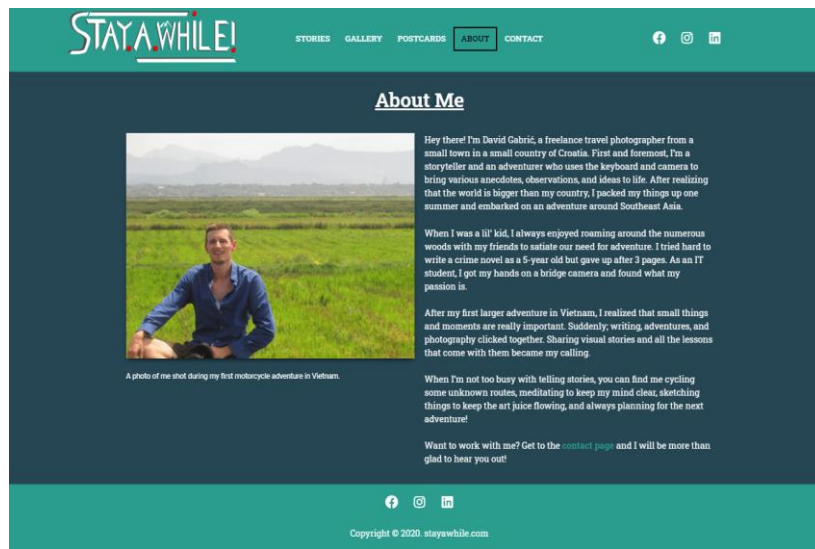 STAY.A.WHILE!
STORIES GALLERY POSTCARDS ABOUT CONTACT
About Me
Hey there! I'm David Gabrić, a freelance travel photographer from a
small town in a small country of Croatia. First and foremost, I'm a
storyteller and an adventurer who uses the keyboard and camera to
bring various anecdotes, observations, and ideas to life. After realizing
that the world is bigger than my country, I packed my things up one
summer and embarked on an adventure around Southeast Asia.
When I was a lil' kid, I always enjoyed roaming around the numerous
woods with my friends to satiate our need for adventure. I tried hard to
write a crime novel as a 5-year old but gave up after 3 pages. As an IT
student, I got my hands on a bridge camera and found what my
passion is.
After my first larger adventure in Vietnam, I realized that small things
and moments are really important. Suddenly; writing, adventures, and
photography clicked together. Sharing visual stories and all the lessons
that come with them became my calling.
When I'm not too busy with telling stories, you can find me cycling
some unknown routes, meditating to keep my mind clear, sketching
things to keep the art juice flowing, and always planning for the next
adventure!
Want to work with me? Get to the contact page and I will be more than
glad to hear you out!
A photo of me shot during my first motorcycle adventure in Vietnam.
Copyright © 2020. stayawhile.com